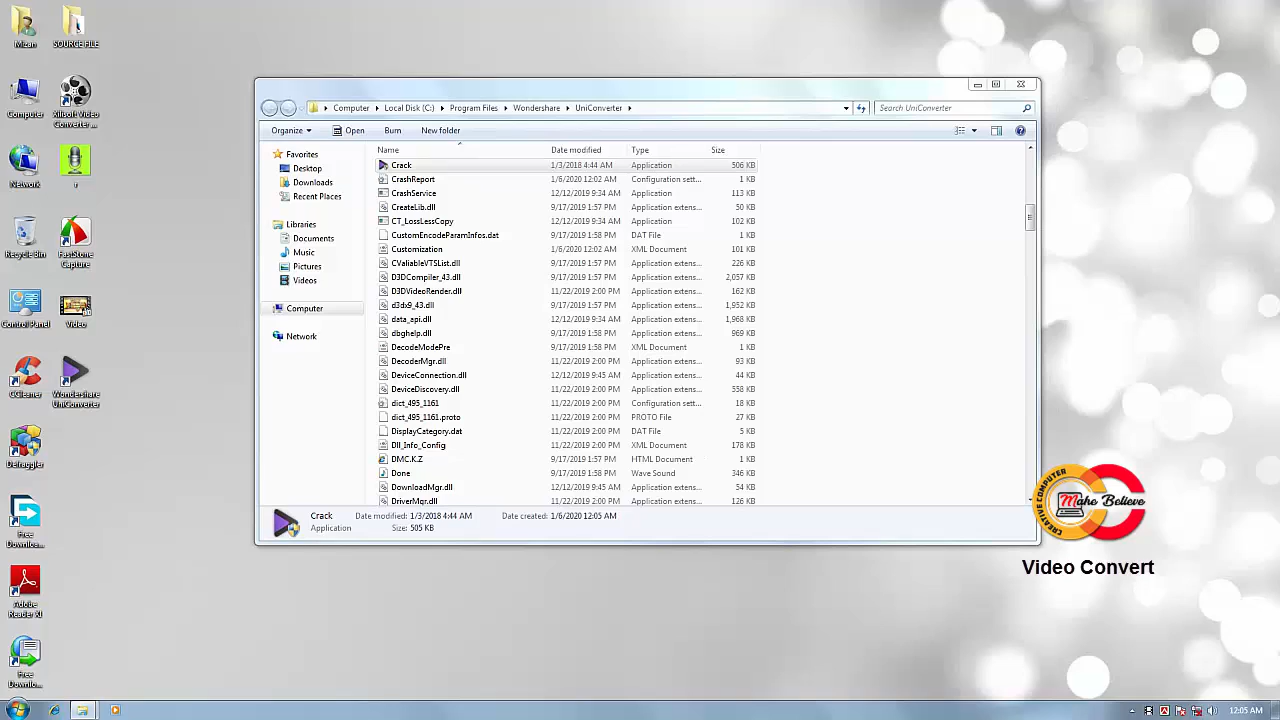 Mizan
SOURCE FILE
Computer
Xilisoft Video
Converter ...
Network
r
Recycle Bin
FastStone
Capture
Control Panel
Video
CCleaner
Wondershare
UniConverter
Defraggler
Free
Downloa...
Adobe
Reader XI
Free
Downloa...
Computer
Local Disk (C:)
Program Files
Wondershare
UniConverter
Search UniConverter
Organize
Open
Burn
New folder
Favorites
Desktop
Downloads
Recent Places
Libraries
Documents
Music
Pictures
Videos
Computer
Network
Name Date modified Type Size
Crack 1/3/2018 4:44 AM Application 506 KB
CrashReport 1/6/2020 12:02 AM Configuration sett... 1 KB
CrashService 12/12/2019 9:34 AM Application 113 KB
CreateLib.dll 9/17/2019 1:57 PM Application extens... 50 KB
CT_LossLessCopy 12/12/2019 9:34 AM Application 102 KB
CustomEncodeParamInfos.dat 9/17/2019 1:58 PM DAT File 1 KB
Customization 1/6/2020 12:02 AM XML Document 101 KB
CValiableVTSList.dll 9/17/2019 1:57 PM Application extens... 226 KB
D3DCompiler_43.dll 9/17/2019 1:57 PM Application extens... 2,057 KB
D3DVideoRender.dll 11/22/2019 2:00 PM Application extens... 162 KB
d3dx9_43.dll 9/17/2019 1:57 PM Application extens... 1,952 KB
data_api.dll 12/12/2019 9:34 AM Application extens... 1,968 KB
dbghelp.dll 9/17/2019 1:58 PM Application extens... 969 KB
DecodeModePre 9/17/2019 1:58 PM XML Document 1 KB
DecoderMgr.dll 11/22/2019 2:00 PM Application extens... 93 KB
DeviceConnection.dll 12/12/2019 9:45 AM Application extens... 44 KB
DeviceDiscovery.dll 11/22/2019 2:00 PM Application extens... 558 KB
dict_495_1161 11/22/2019 2:00 PM Configuration sett... 18 KB
dict_495_1161.proto 11/22/2019 2:00 PM PROTO File 27 KB
DisplayCategory.dat 11/22/2019 2:00 PM DAT File 5 KB
Dll_Info_Config 11/22/2019 2:00 PM XML Document 178 KB
DMC.K.Z 9/17/2019 1:57 PM HTML Document 1 KB
Done 9/17/2019 1:58 PM Wave Sound 346 KB
DownloadMgr.dll 12/12/2019 9:45 AM Application extens... 54 KB
DriverMgr.dll 11/22/2019 2:00 PM Application extens... 126 KB
Crack Date modified: 1/3/2018 4:44 AM Date created: 1/6/2020 12:05 AM
Application Size: 505 KB
CREATIVE COMPUTER
Make Believe
Video Convert
12:05 AM